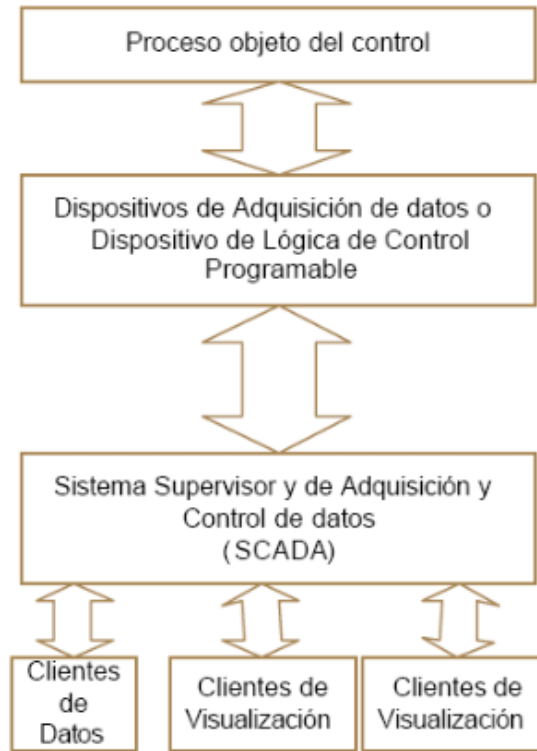 Proceso objeto del control
Dispositivos de Adquisición de datos o
Dispositivo de Lógica de Control
Programable
Sistema Supervisor y de Adquisición y
Control de datos
(SCADA)
Clientes
de
Datos
Clientes de
Visualización
Clientes de
Visualización